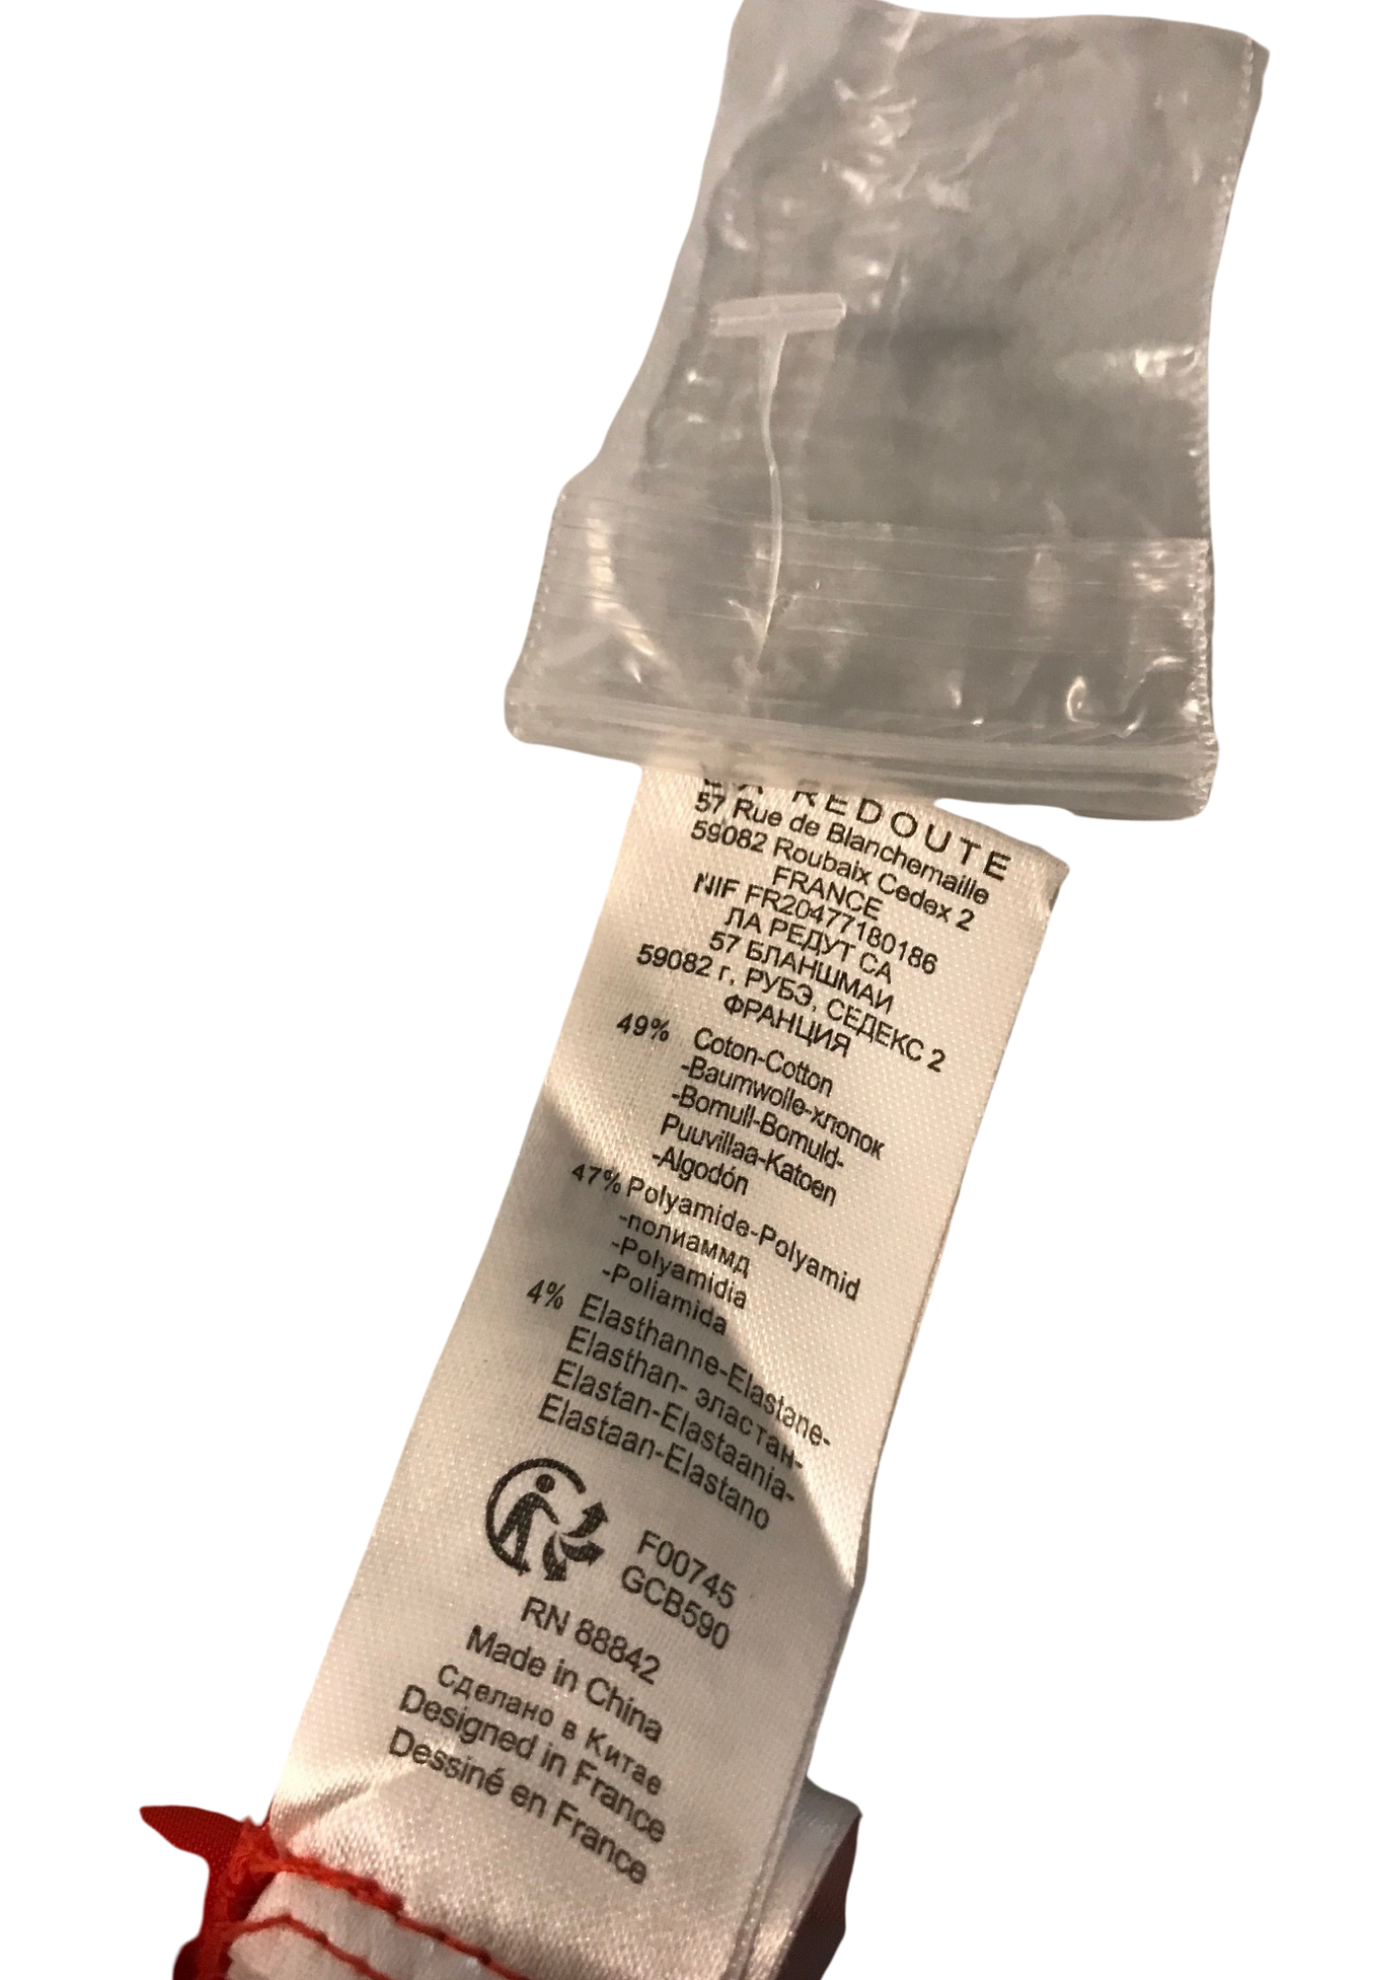 LA REDOUTE
57 Rue de Blanchemaille
59082 Roubaix Cedex 2
FRANCE
NIF FR20477180186
ЛА РЕДУТ СА
57 БЛАНШМАИ
59082 г, РУБЭ, СЕДЕКС 2
ФРАНЦИЯ
49% Coton-Cotton
-Baumwolle-хлопок
-Bomull-Bomuld-
Puuvillaa-Katoen
-Algodón
47% Polyamide-Polyamid
-полиаммд
-Polyamidia
-Poliamida
4% Elasthanne-Elastane-
Elasthan- эластан-
Elastan-Elastaania-
Elastaan-Elastano
F00745
GCB590
RN 88842
Made in China
Сделано в Китае
Designed in France
Dessiné en France